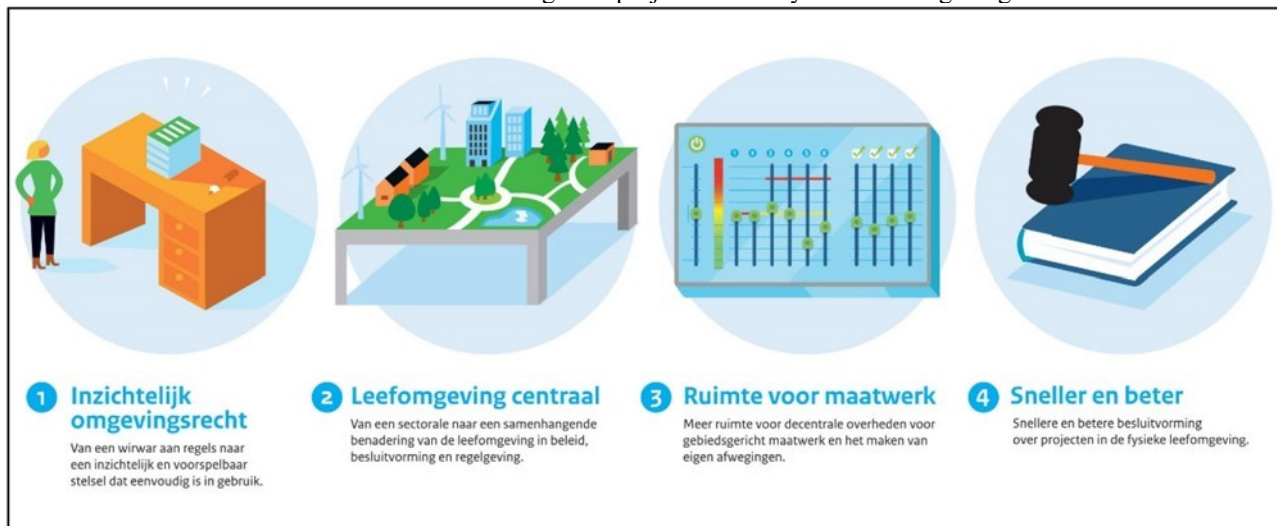 1 Inzichtelijk
omgevingsrecht
Van een wirwar aan regels naar
een inzichtelijk en voorspelbaar
stelsel dat eenvoudig is in gebruik.
2 Leefomgeving centraal
Van een sectorale naar een samenhangende
benadering van de leefomgeving in beleid,
besluitvorming en regelgeving.
3 Ruimte voor maatwerk
Meer ruimte voor decentrale overheden voor
gebiedsgericht maatwerk en het maken van
eigen afwegingen.
4 Sneller en beter
Snellere en betere besluitvorming
over projecten in de fysieke leefomgeving.